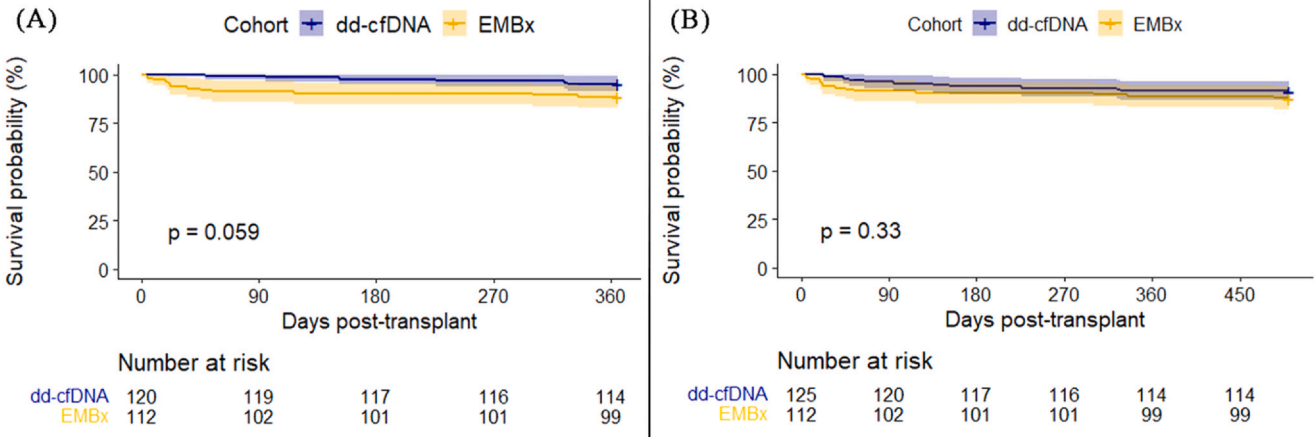 (A)
Cohort dd-cfDNA EMBx
Survival probability (%)
100
75
50
25
0
p = 0.059
0 90 180 270 360
Days post-transplant
Number at risk
dd-cfDNA 120 119 117 116 114
EMBx 112 102 101 101 99
(B)
Cohort dd-cfDNA EMBx
Survival probability (%)
100
75
50
25
0
p = 0.33
0 90 180 270 360 450
Days post-transplant
Number at risk
dd-cfDNA 125 120 117 116 114 114
EMBx 112 102 101 101 99 99